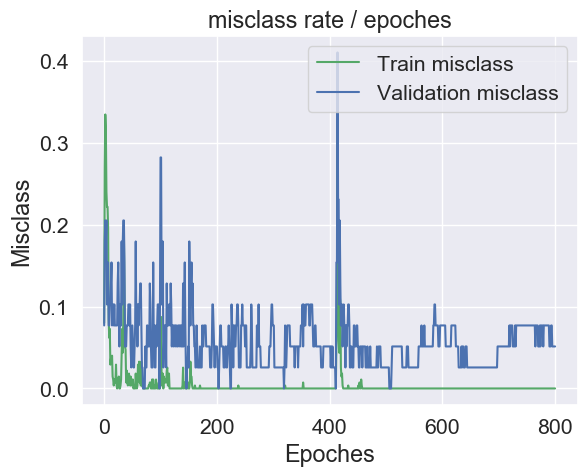 misclass rate / epoches
Train misclass
Validation misclass
0.4
0.3
0.2
0.1
0.0
Misclass
0 200 400 600 800
Epoches